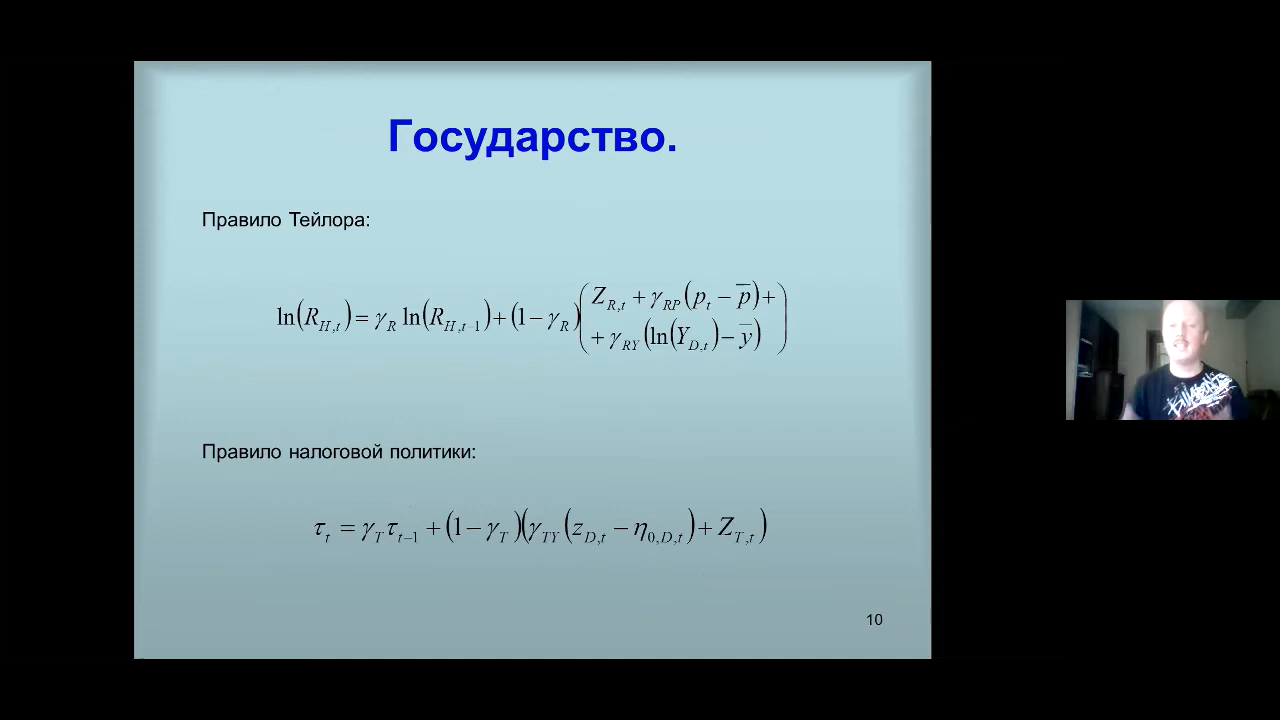 Государство.
Правило Тейлора:
ln(R_{H,t}) = γ_R ln(R_{H,t-1}) + (1 − γ_R)(Z_{R,t} + γ_{RP}(p_t − p̅) +
+ γ_{RY}(ln(Y_{D,t}) − y̅))
Правило налоговой политики:
τ_t = γ_T τ_{t-1} + (1 − γ_T)(γ_{TY}(z_{D,t} − η_{0,D,t}) + Z_{T,t})
10